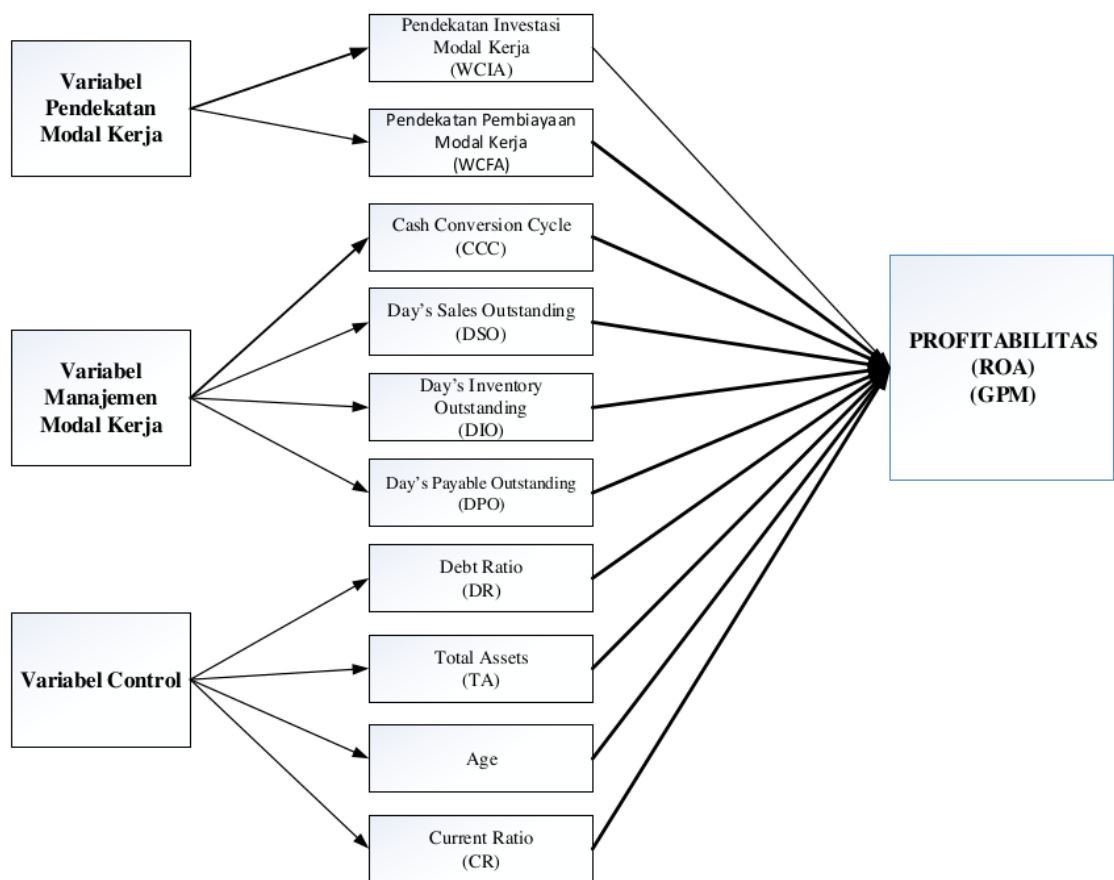 Variabel
Pendekatan
Modal Kerja
Pendekatan Investasi
Modal Kerja
(WCIA)
Pendekatan Pembiayaan
Modal Kerja
(WCFA)
Variabel
Manajemen
Modal Kerja
Cash Conversion Cycle
(CCC)
Day's Sales Outstanding
(DSO)
Day's Inventory
Outstanding
(DIO)
Day's Payable Outstanding
(DPO)
Variabel Control
Debt Ratio
(DR)
Total Assets
(TA)
Age
Current Ratio
(CR)
PROFITABILITAS
(ROA)
(GPM)